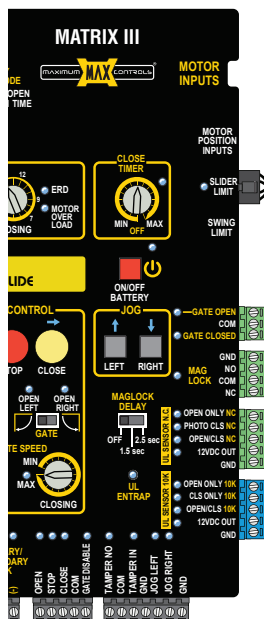 MATRIX III
MAXIMUM MAX CONTROLS
MOTOR
INPUTS
ODE
OPEN
TIME
MOTOR
POSITION
INPUTS
CLOSE
TIMER
12
9
7
ERD
MOTOR
OVER
LOAD
OSING
MIN
MAX
OFF
SLIDER
LIMIT
SWING
LIMIT
ON/OFF
BATTERY
LIDE
CONTROL
TOP
CLOSE
JOG
LEFT
RIGHT
GATE OPEN
COM
GATE CLOSED
MAG
LOCK
GND
NO
COM
NC
OPEN
LEFT
OPEN
RIGHT
GATE
MAGLOCK
DELAY
OFF
2.5 sec
1.5 sec
UL SENSOR N.C.
OPEN ONLY NC
PHOTO CLS NC
OPEN/CLS NC
12VDC OUT
GND
TE SPEED
MIN
MAX
CLOSING
UL
ENTRAP
UL SENSOR 10K
OPEN ONLY 10K
CLS ONLY 10K
OPEN/CLS 10K
12VDC OUT
GND
ARY/
DARY
K
(-)
OPEN
STOP
CLOSE
COM
GATE DISABLE
TAMPER NO
COM
TAMPER IN
GND
JOG LEFT
JOG RIGHT
GND